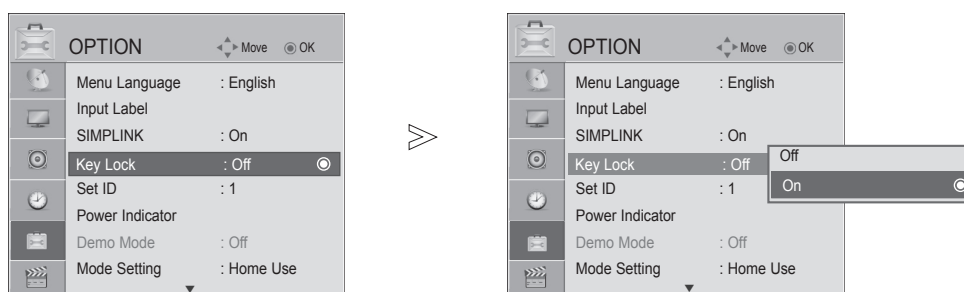 OPTION Move OK
Menu Language : English
Input Label
SIMPLINK : On
Key Lock : Off
Set ID : 1
Power Indicator
Demo Mode : Off
Mode Setting : Home Use
OPTION Move OK
Menu Language : English
Input Label
SIMPLINK : On
Key Lock : Off
Set ID : 1
Power Indicator
Demo Mode : Off
Mode Setting : Home Use
Off
On